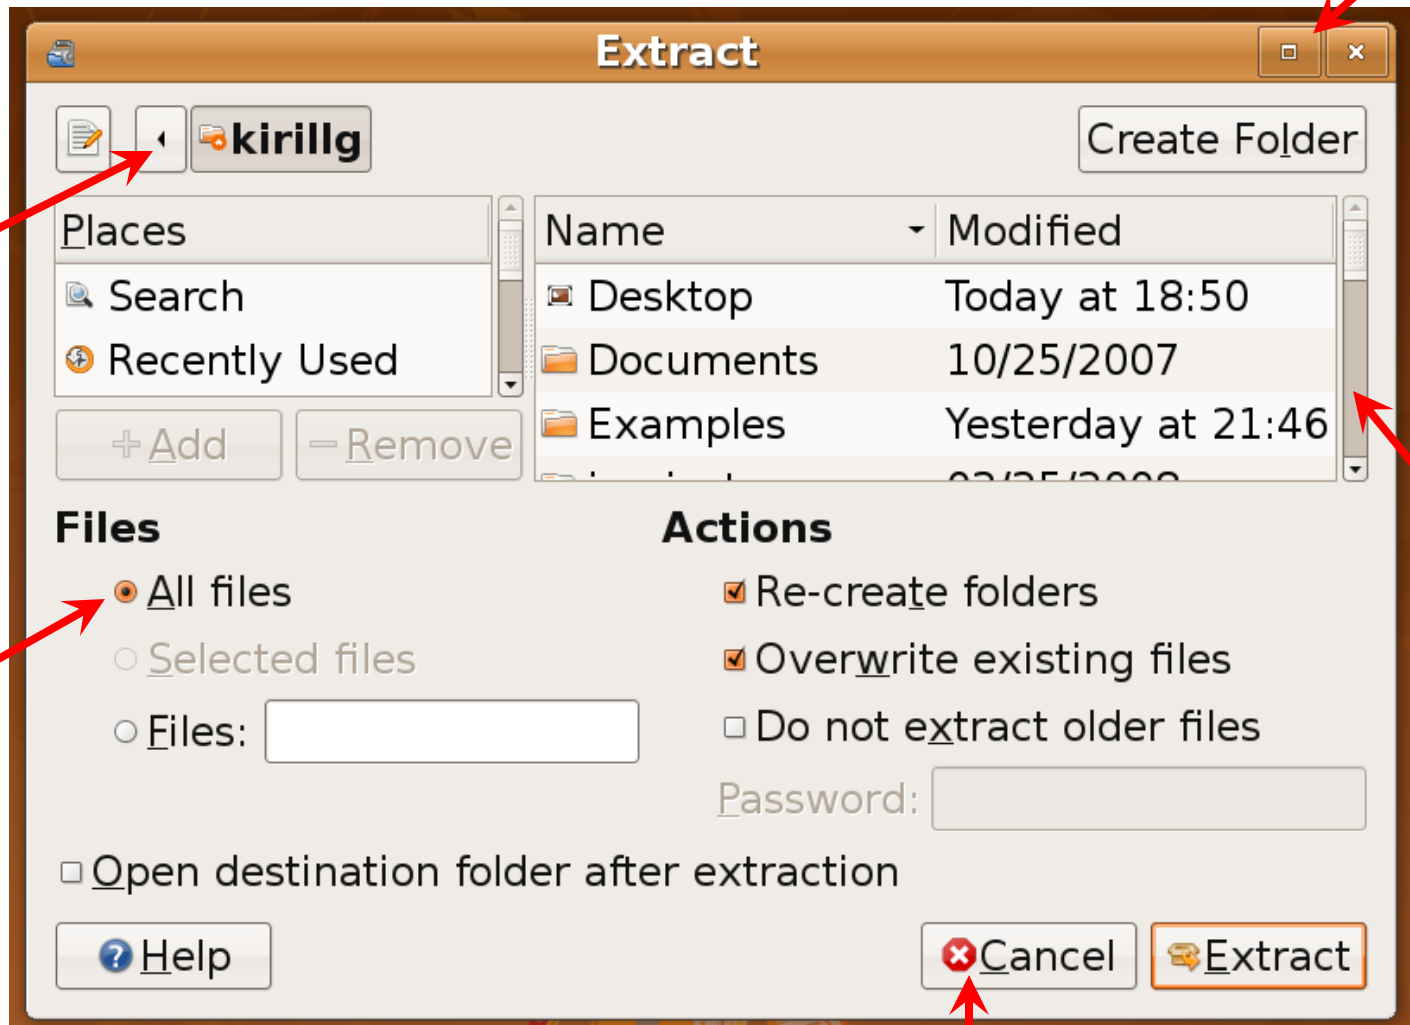 Extract
kirillg
Create Folder
Places
Name
Modified
Search
Desktop
Today at 18:50
Recently Used
Documents
10/25/2007
Examples
Yesterday at 21:46
Add
Remove
Files
Actions
All files
Re-create folders
Selected files
Overwrite existing files
Files:
Do not extract older files
Password:
Open destination folder after extraction
Help
Cancel
Extract